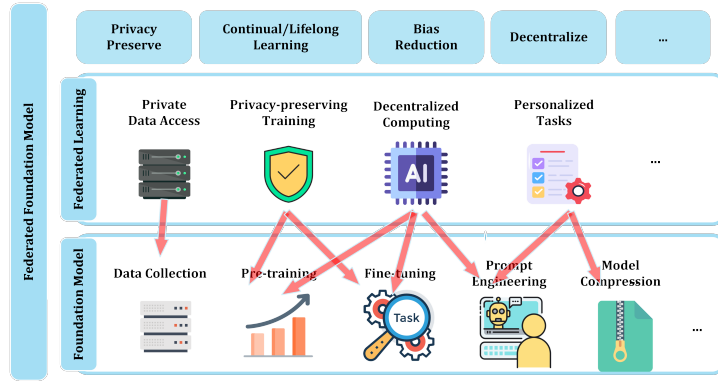 Federated Foundation Model
Privacy
Preserve
Continual/Lifelong
Learning
Bias
Reduction
Decentralize
...
Federated Learning
Private
Data Access
Privacy-preserving
Training
Decentralized
Computing
Personalized
Tasks
AI
...
Foundation Model
Data Collection
Pre-training
Fine-tuning
Prompt
Engineering
Model
Compression
Task
...